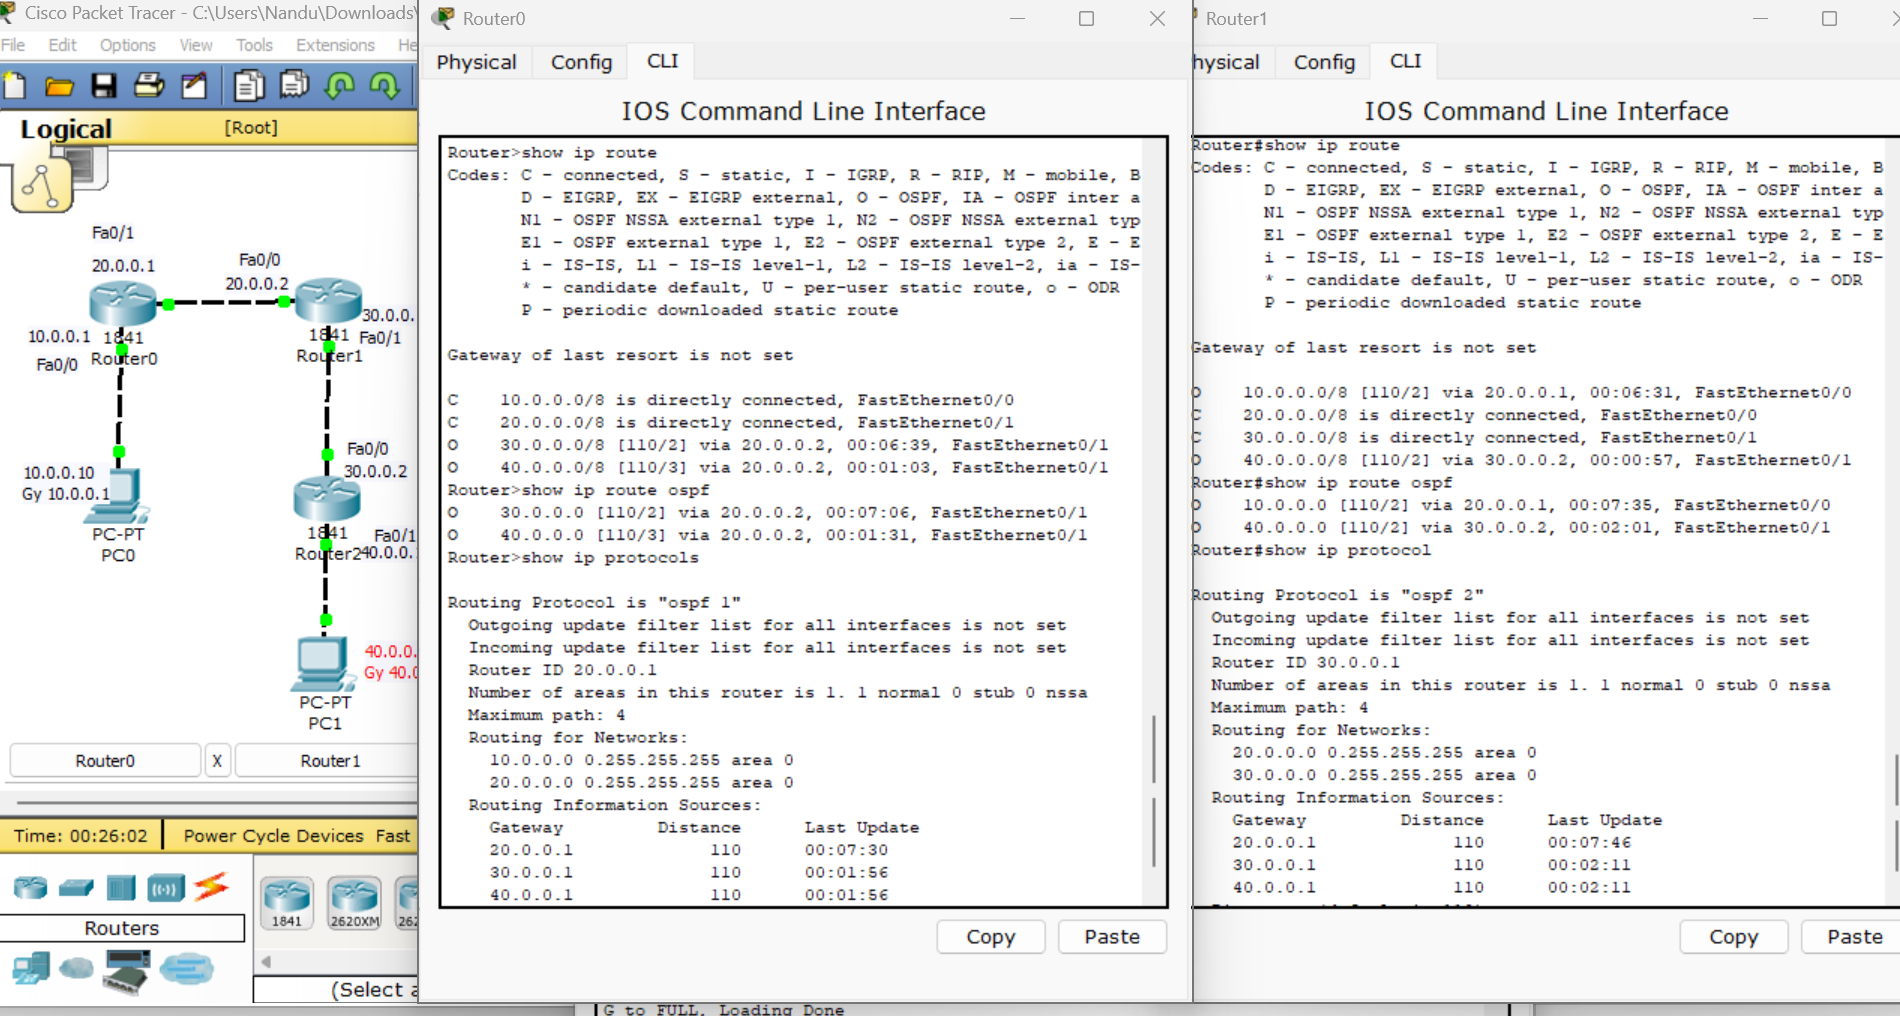 Cisco Packet Tracer - C:\Users\Nandu\Downloads\
File Edit Options View Tools Extensions He
Logical
[Root]
Fa0/1
20.0.0.1
Fa0/0
20.0.0.2
30.0.0.
Fa0/1
10.0.0.1
Fa0/0
1841
Router0
1841
Router1
Fa0/0
30.0.0.2
10.0.0.10
Gy 10.0.0.1
PC-PT
PC0
1841
Router2
Fa0/1
40.0.0.
40.0.0.
Gy 40.0
PC-PT
PC1
Router0 X Router1
Time: 00:26:02 Power Cycle Devices Fast
Routers
1841 2620XM 262
(Select a
Router0
Physical Config CLI
IOS Command Line Interface
Router>show ip route
Codes: C - connected, S - static, I - IGRP, R - RIP, M - mobile, B
D - EIGRP, EX - EIGRP external, O - OSPF, IA - OSPF inter a
N1 - OSPF NSSA external type 1, N2 - OSPF NSSA external typ
E1 - OSPF external type 1, E2 - OSPF external type 2, E - E
i - IS-IS, L1 - IS-IS level-1, L2 - IS-IS level-2, ia - IS-
* - candidate default, U - per-user static route, o - ODR
P - periodic downloaded static route
Gateway of last resort is not set
C 10.0.0.0/8 is directly connected, FastEthernet0/0
C 20.0.0.0/8 is directly connected, FastEthernet0/1
O 30.0.0.0/8 [110/2] via 20.0.0.2, 00:06:39, FastEthernet0/1
O 40.0.0.0/8 [110/3] via 20.0.0.2, 00:01:03, FastEthernet0/1
Router>show ip route ospf
O 30.0.0.0 [110/2] via 20.0.0.2, 00:07:06, FastEthernet0/1
O 40.0.0.0 [110/3] via 20.0.0.2, 00:01:31, FastEthernet0/1
Router>show ip protocols
Routing Protocol is "ospf 1"
Outgoing update filter list for all interfaces is not set
Incoming update filter list for all interfaces is not set
Router ID 20.0.0.1
Number of areas in this router is 1. 1 normal 0 stub 0 nssa
Maximum path: 4
Routing for Networks:
10.0.0.0 0.255.255.255 area 0
20.0.0.0 0.255.255.255 area 0
Routing Information Sources:
Gateway Distance Last Update
20.0.0.1 110 00:07:30
30.0.0.1 110 00:01:56
40.0.0.1 110 00:01:56
Copy Paste
Router1
hysical Config CLI
IOS Command Line Interface
Router#show ip route
Codes: C - connected, S - static, I - IGRP, R - RIP, M - mobile, B
D - EIGRP, EX - EIGRP external, O - OSPF, IA - OSPF inter a
N1 - OSPF NSSA external type 1, N2 - OSPF NSSA external typ
E1 - OSPF external type 1, E2 - OSPF external type 2, E - E
i - IS-IS, L1 - IS-IS level-1, L2 - IS-IS level-2, ia - IS-
* - candidate default, U - per-user static route, o - ODR
P - periodic downloaded static route
Gateway of last resort is not set
O 10.0.0.0/8 [110/2] via 20.0.0.1, 00:06:31, FastEthernet0/0
C 20.0.0.0/8 is directly connected, FastEthernet0/0
C 30.0.0.0/8 is directly connected, FastEthernet0/1
O 40.0.0.0/8 [110/2] via 30.0.0.2, 00:00:57, FastEthernet0/1
Router#show ip route ospf
O 10.0.0.0 [110/2] via 20.0.0.1, 00:07:35, FastEthernet0/0
O 40.0.0.0 [110/2] via 30.0.0.2, 00:02:01, FastEthernet0/1
Router#show ip protocol
Routing Protocol is "ospf 2"
Outgoing update filter list for all interfaces is not set
Incoming update filter list for all interfaces is not set
Router ID 30.0.0.1
Number of areas in this router is 1. 1 normal 0 stub 0 nssa
Maximum path: 4
Routing for Networks:
20.0.0.0 0.255.255.255 area 0
30.0.0.0 0.255.255.255 area 0
Routing Information Sources:
Gateway Distance Last Update
20.0.0.1 110 00:07:46
30.0.0.1 110 00:02:11
40.0.0.1 110 00:02:11
Copy Paste
G to FULL, Loading Done